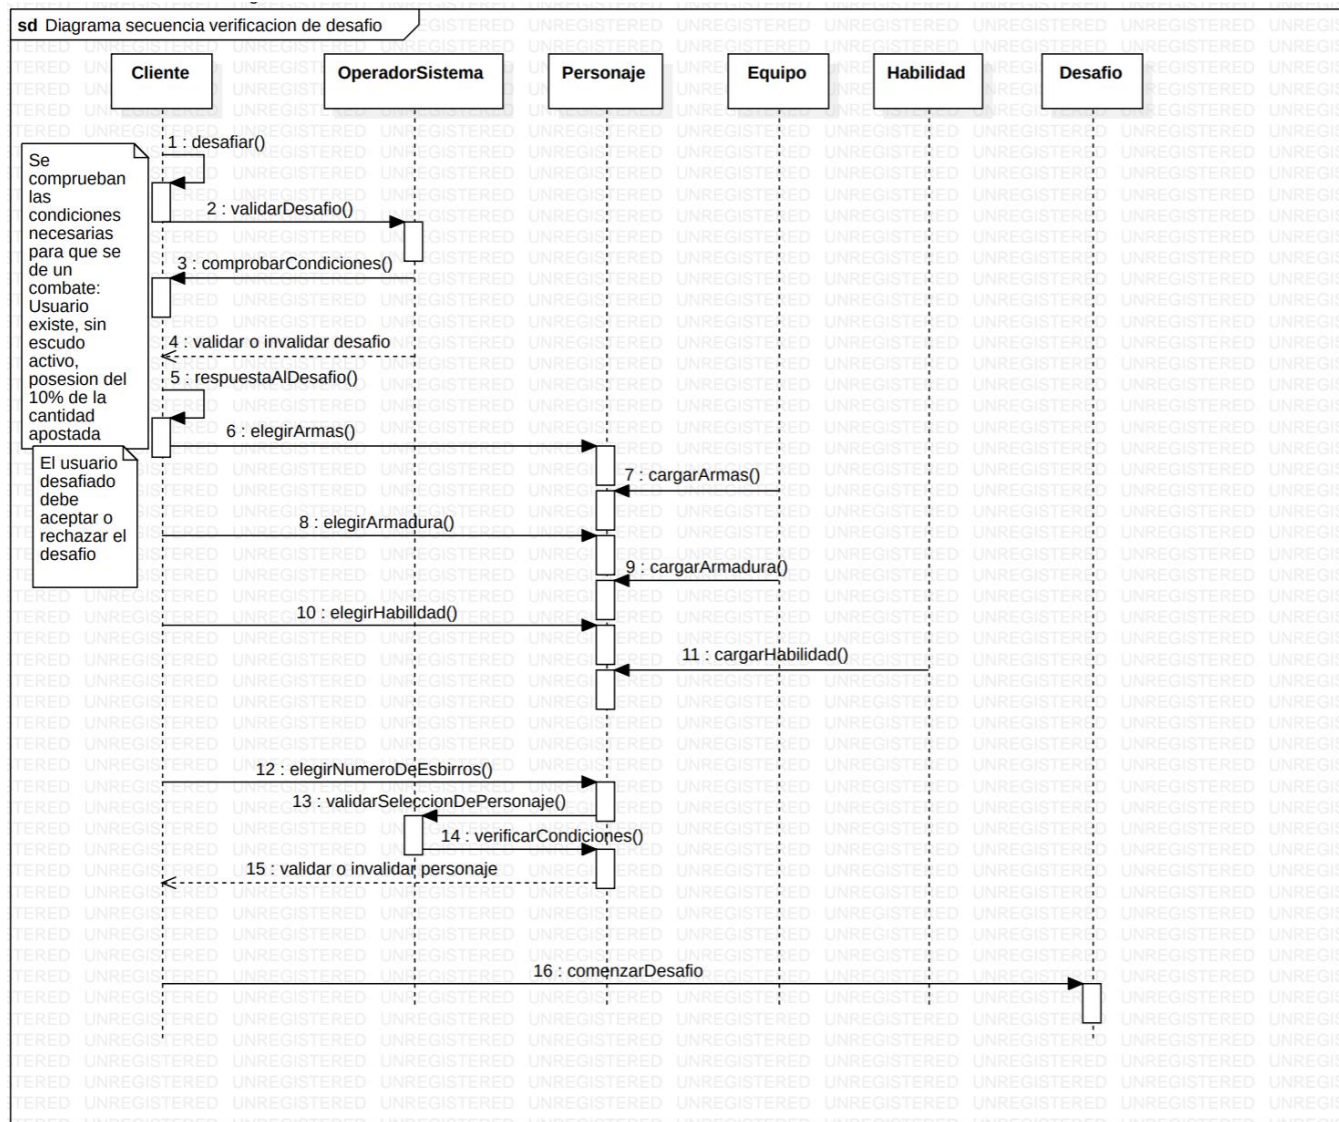 sd Diagrama secuencia verificacion de desafio
Cliente
OperadorSistema
Personaje
Equipo
Habilidad
Desafio
1 : desafiar()
Se
comprueban
las
condiciones
necesarias
para que se
de un
combate:
Usuario
existe, sin
escudo
activo,
posesion del
10% de la
cantidad
apostada
2 : validarDesafio()
3 : comprobarCondiciones()
4 : validar o invalidar desafio
5 : respuestaAlDesafio()
6 : elegirArmas()
El usuario
desafiado
debe
aceptar o
rechazar el
desafio
7 : cargarArmas()
8 : elegirArmadura()
9 : cargarArmadura()
10 : elegirHabilIdad()
11 : cargarHabilidad()
12 : elegirNumeroDeEsbirros()
13 : validarSeleccionDePersonaje()
14 : verificarCondiciones()
15 : validar o invalidar personaje
16 : comenzarDesafio
UNREGISTERED